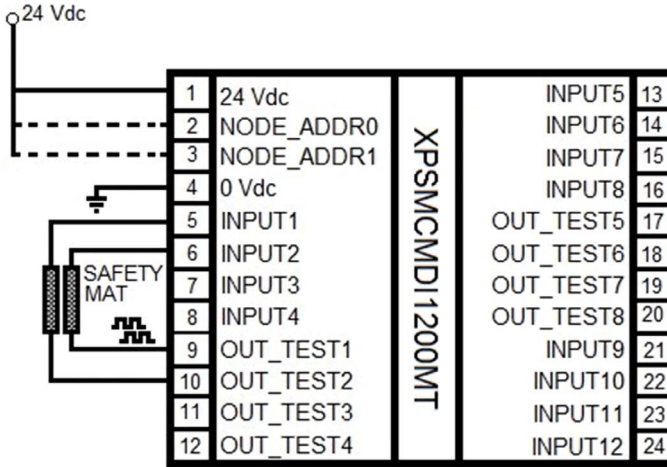 24 Vdc
1 24 Vdc
2 NODE_ADDR0
3 NODE_ADDR1
4 0 Vdc
5 INPUT1
6 INPUT2
7 INPUT3
8 INPUT4
9 OUT_TEST1
10 OUT_TEST2
11 OUT_TEST3
12 OUT_TEST4
SAFETY
MAT
XPSMCMDI1200MT
INPUT5 13
INPUT6 14
INPUT7 15
INPUT8 16
OUT_TEST5 17
OUT_TEST6 18
OUT_TEST7 19
OUT_TEST8 20
INPUT9 21
INPUT10 22
INPUT11 23
INPUT12 24